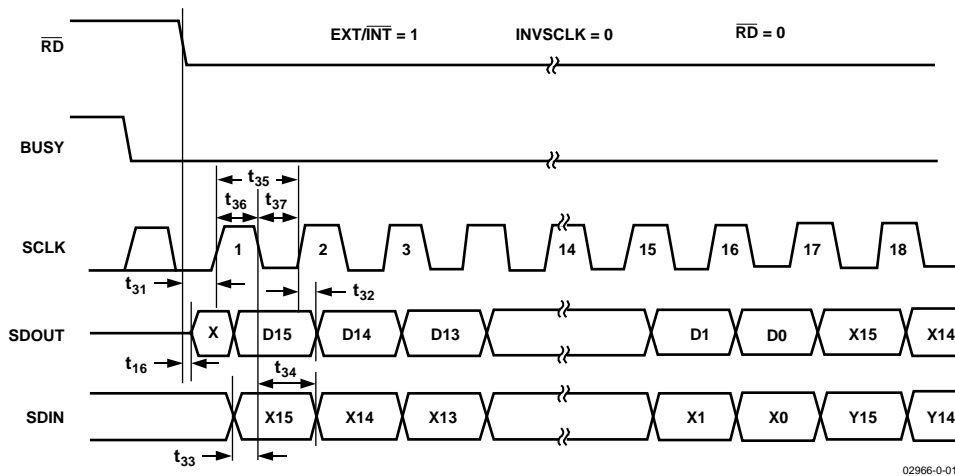 RD EXT/INT = 1 INVSCLK = 0 RD = 0
BUSY
t35
t36 t37
SCLK 1 2 3 14 15 16 17 18
t31 t32
SDOUT X D15 D14 D13 D1 D0 X15 X14
t16 t34
SDIN X15 X14 X13 X1 X0 Y15 Y14
t33
02966-0-01